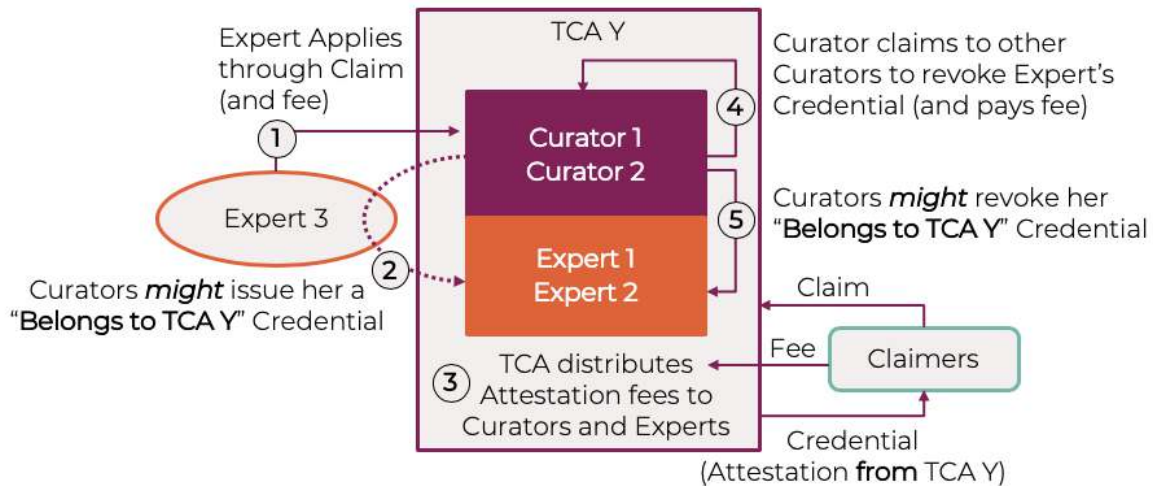 TCA Y
Expert Applies
through Claim
(and fee)
1
Curator claims to other
Curators to revoke Expert's
Credential (and pays fee)
4
Curator 1
Curator 2
Expert 3
2
Curators might issue her a
“Belongs to TCA Y” Credential
5
Curators might revoke her
“Belongs to TCA Y” Credential
Expert 1
Expert 2
Claim
Fee
Claimers
3
TCA distributes
Attestation fees to
Curators and Experts
Credential
(Attestation from TCA Y)